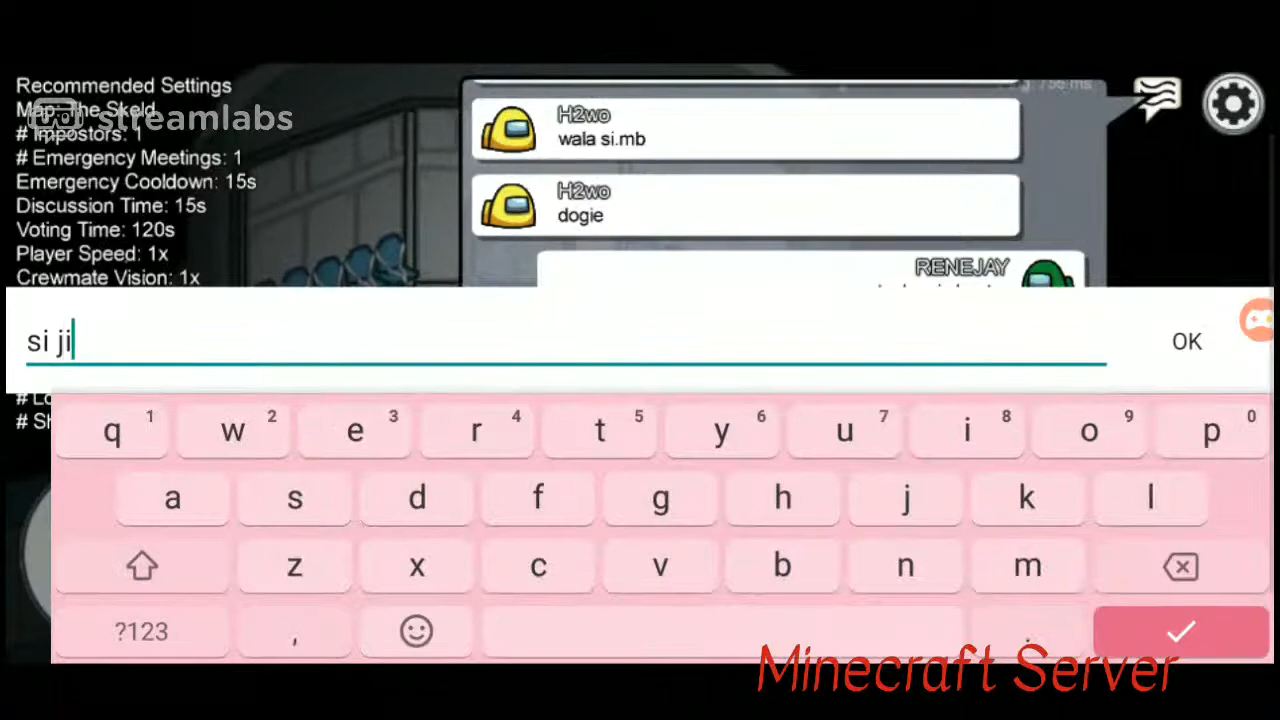 Recommended Settings
Map: The Skeld
# Impostors: 1
# Emergency Meetings: 1
Emergency Cooldown: 15s
Discussion Time: 15s
Voting Time: 120s
Player Speed: 1x
Crewmate Vision: 1x
streamlabs
H2wo
wala si.mb
H2wo
dogie
RENEJAY
si ji
OK
# Lo
# Sh
q 1 w 2 e 3 r 4 t 5 y 6 u 7 i 8 o 9 p 0
a s d f g h j k l
z x c v b n m
?123 , .
Minecraft Server